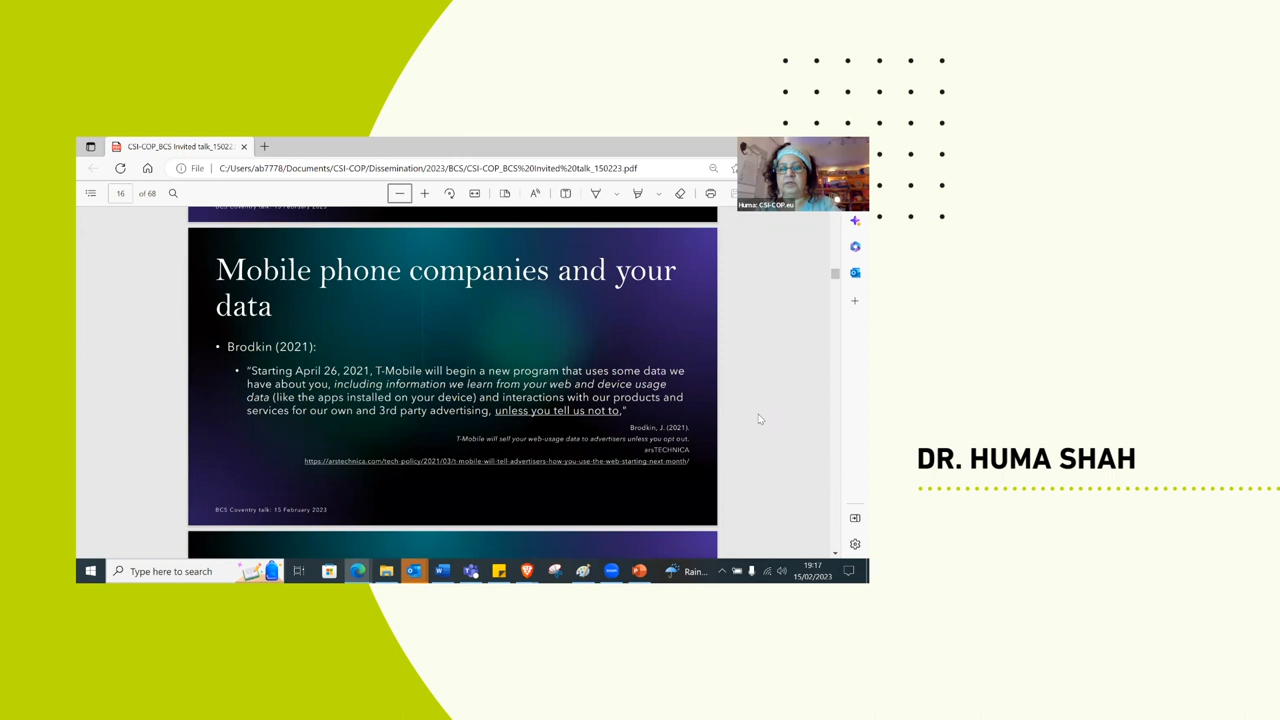 CSI-COP_BCS Invited talk_15022
File C:/Users/ab7778/Documents/CSI-COP/Dissemination/2023/BCS/CSI-COP_BCS%20Invited%20talk_150223.pdf
16 of 68
Huma: CSI-COP.eu
BCS Coventry talk: 15 February 2023
Mobile phone companies and your
data
• Brodkin (2021):
• “Starting April 26, 2021, T-Mobile will begin a new program that uses some data we
have about you, including information we learn from your web and device usage
data (like the apps installed on your device) and interactions with our products and
services for our own and 3rd party advertising, unless you tell us not to,”
Brodkin, J. (2021).
T-Mobile will sell your web-usage data to advertisers unless you opt out.
arsTECHNICA
https://arstechnica.com/tech-policy/2021/03/t-mobile-will-tell-advertisers-how-you-use-the-web-starting-next-month/
BCS Coventry talk: 15 February 2023
DR. HUMA SHAH
Type here to search
Rain...
19:17
15/02/2023